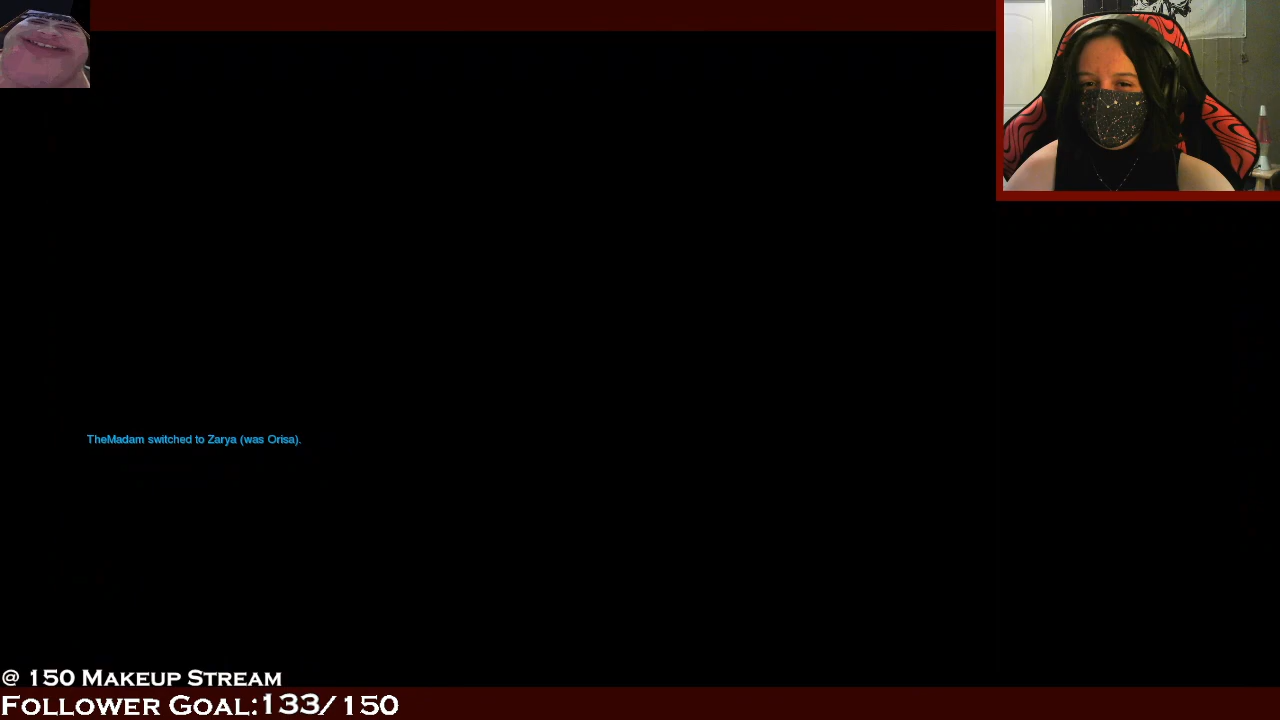 TheMadam switched to Zarya (was Orisa).
@ 150 Makeup Stream
Follower Goal:133/150